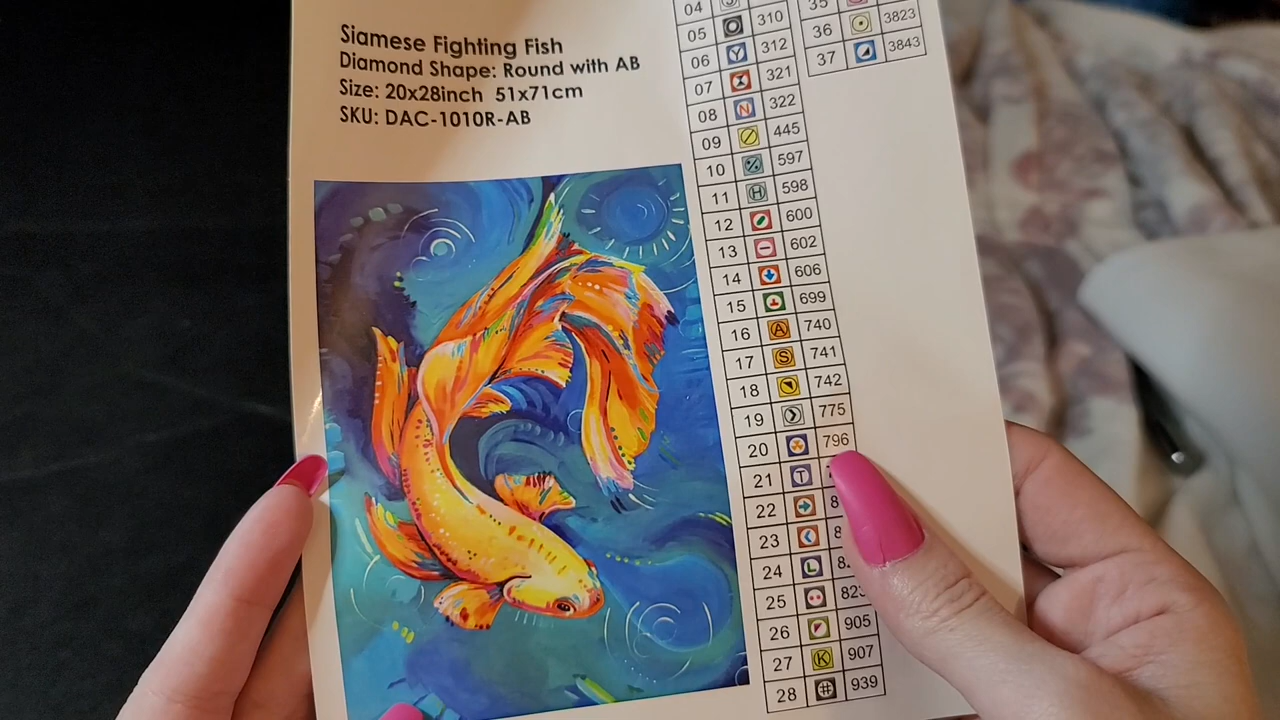 Siamese Fighting Fish
Diamond Shape: Round with AB
Size: 20x28inch 51x71cm
SKU: DAC-1010R-AB
04
05 310
06 Y 312
07 321
08 N 322
09 445
10 597
11 H 598
12 600
13 602
14 606
15 699
16 A 740
17 S 741
18 742
19 775
20 796
21 T
22
23
24 L
25 823
26 905
27 K 907
28 939
35
36 3823
37 3843